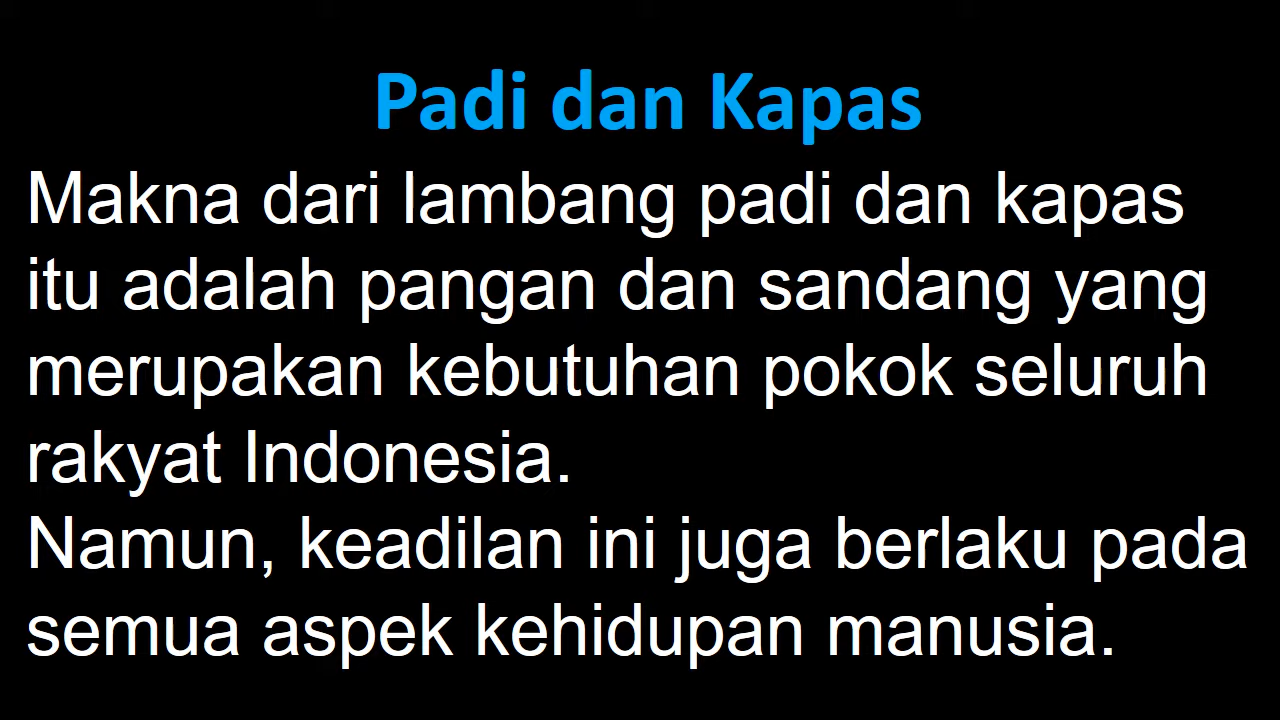 Padi dan Kapas
Makna dari lambang padi dan kapas
itu adalah pangan dan sandang yang
merupakan kebutuhan pokok seluruh
rakyat Indonesia.
Namun, keadilan ini juga berlaku pada
semua aspek kehidupan manusia.